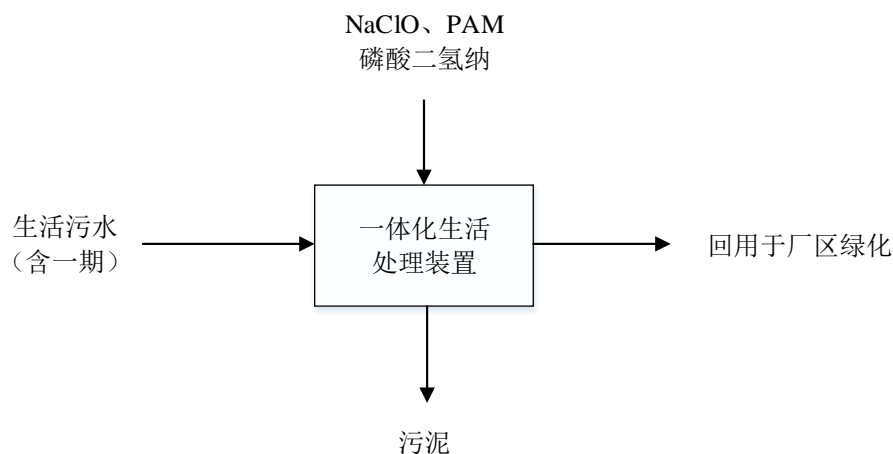 NaClO、PAM
磷酸二氢纳
生活污水
（含一期）
一体化生活
处理装置
回用于厂区绿化
污泥